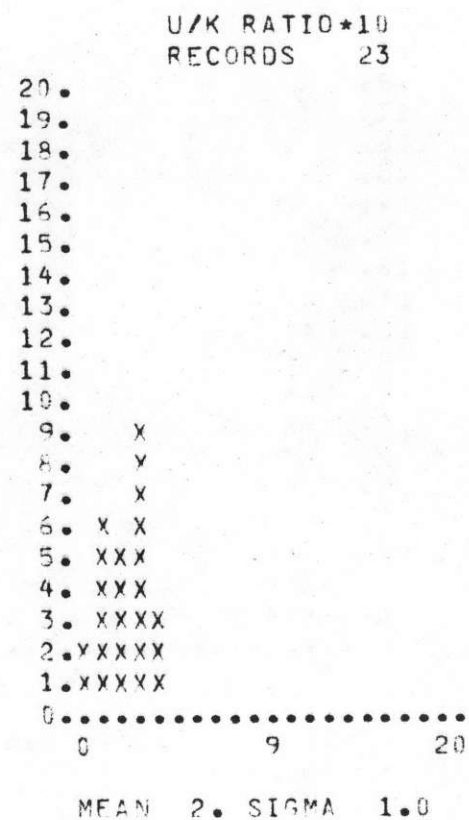 U/K RATIO*10
RECORDS 23
20.
19.
18.
17.
16.
15.
14.
13.
12.
11.
10.
9. X
8. X
7. X
6. X X
5. XXX
4. XXX
3. XXXX
2.XXXXX
1.XXXXX
0......................
0 9 20
MEAN 2. SIGMA 1.0